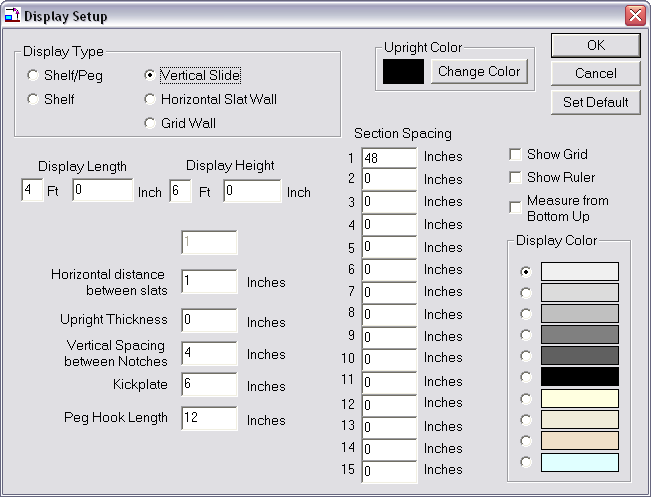 Display Setup
Display Type
Shelf/Peg
Vertical Slide
Shelf
Horizontal Slat Wall
Grid Wall
Upright Color
Change Color
OK
Cancel
Set Default
Display Length
Display Height
4 Ft 0 Inch 6 Ft 0 Inch
1
Horizontal distance
between slats 1 Inches
Upright Thickness 0 Inches
Vertical Spacing
between Notches 4 Inches
Kickplate 6 Inches
Peg Hook Length 12 Inches
Section Spacing
1 48 Inches
2 0 Inches
3 0 Inches
4 0 Inches
5 0 Inches
6 0 Inches
7 0 Inches
8 0 Inches
9 0 Inches
10 0 Inches
11 0 Inches
12 0 Inches
13 0 Inches
14 0 Inches
15 0 Inches
Show Grid
Show Ruler
Measure from
Bottom Up
Display Color